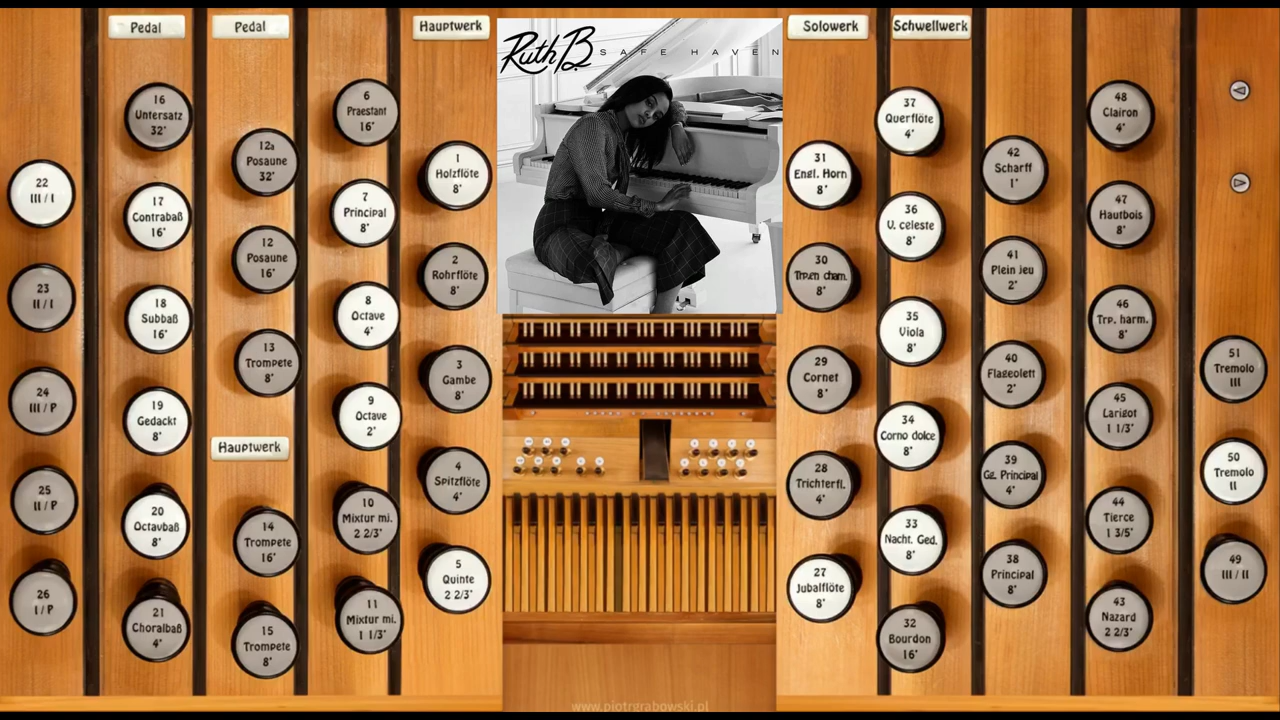 Pedal
Pedal
Hauptwerk
Solowerk
Schwellwerk
Ruth B.
SAFE HAVEN
22
III / I
23
II / I
24
III / P
25
II / P
26
I / P
16
Untersatz
32'
17
Contrabaß
16'
18
Subbaß
16'
19
Gedackt
8'
20
Octavbaß
8'
21
Choralbaß
4'
12a
Posaune
32'
12
Posaune
16'
13
Trompete
8'
Hauptwerk
14
Trompete
16'
15
Trompete
8'
6
Praestant
16'
7
Principal
8'
8
Octave
4'
9
Octave
2'
10
Mixtur mi.
2 2/3'
11
Mixtur mi.
1 1/3'
1
Holzflöte
8'
2
Rohrflöte
8'
3
Gambe
8'
4
Spitzflöte
4'
5
Quinte
2 2/3'
31
Engl. Horn
8'
30
Trp.en cham.
8'
29
Cornet
8'
28
Trichterfl.
4'
27
Jubalflöte
8'
37
Querflöte
4'
36
V. celeste
8'
35
Viola
8'
34
Corno dolce
8'
33
Nacht. Ged.
8'
32
Bourdon
16'
42
Scharff
1'
41
Plein jeu
2'
40
Flageolett
2'
39
Gg. Principal
4'
38
Principal
8'
48
Clairon
4'
47
Hautbois
8'
46
Trp. harm.
8'
45
Larigot
1 1/3'
44
Tierce
1 3/5'
43
Nazard
2 2/3'
51
Tremolo
III
50
Tremolo
II
49
III / II
www.piotrgrabowski.pl